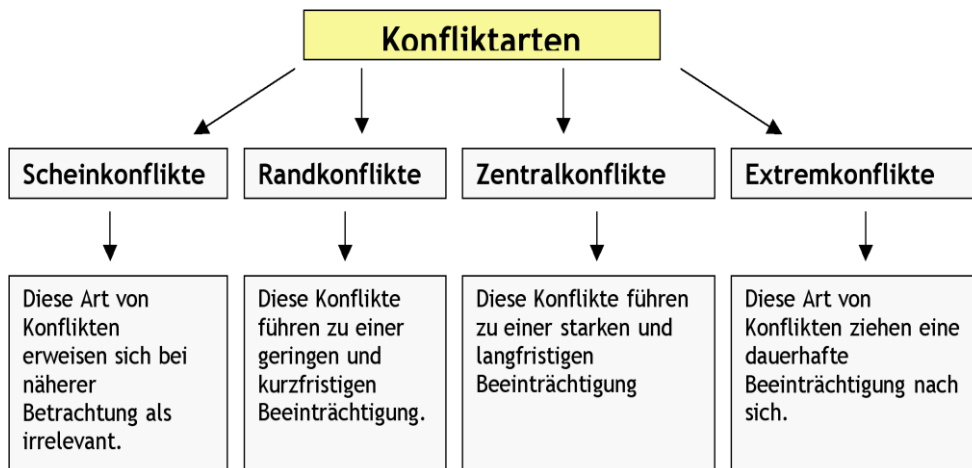 Konfliktarten
Scheinkonflikte
Randkonflikte
Zentralkonflikte
Extremkonflikte
Diese Art von
Konflikten
erweisen sich bei
näherer
Betrachtung als
irrelevant.
Diese Konflikte
führen zu einer
geringen und
kurzfristigen
Beeinträchtigung.
Diese Konflikte führen
zu einer starken und
langfristigen
Beeinträchtigung
Diese Art von
Konflikten ziehen eine
dauerhafte
Beeinträchtigung nach
sich.